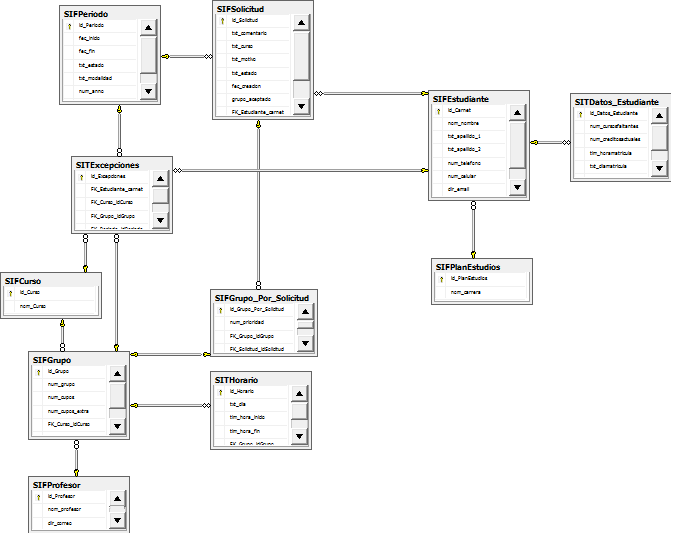 SIFPeriodo
id_Periodo
fec_inicio
fec_fin
txt_estado
txt_modalidad
num_anno
SIFSolicitud
id_Solicitud
txt_comentario
txt_curso
txt_motivo
txt_estado
fec_creacion
grupo_aceptado
FK_Estudiante_carnet
SIFEstudiante
id_Carnet
nom_nombre
txt_apellido_1
txt_apellido_2
num_telefono
num_celular
dir_email
SITDatos_Estudiante
id_Datos_Estudiante
num_cursosfaltantes
num_creditosactuales
tim_horamatricula
txt_diamatricula
SITExcepciones
id_Excepciones
FK_Estudiante_carnet
FK_Curso_idCurso
FK_Grupo_idGrupo
FK_Periodo_idPeriodo
SIFPlanEstudios
id_PlanEstudios
nom_carrera
SIFCurso
id_Curso
nom_Curso
SIFGrupo_Por_Solicitud
id_Grupo_Por_Solicitud
num_prioridad
FK_Grupo_idGrupo
FK_Solicitud_idSolicitud
SIFGrupo
id_Grupo
num_grupo
num_cupos
num_cupos_extra
FK_Curso_idCurso
SITHorario
id_Horario
txt_dia
tim_hora_inicio
tim_hora_fin
FK_Grupo_idGrupo
SIFProfesor
id_Profesor
nom_profesor
dir_correo